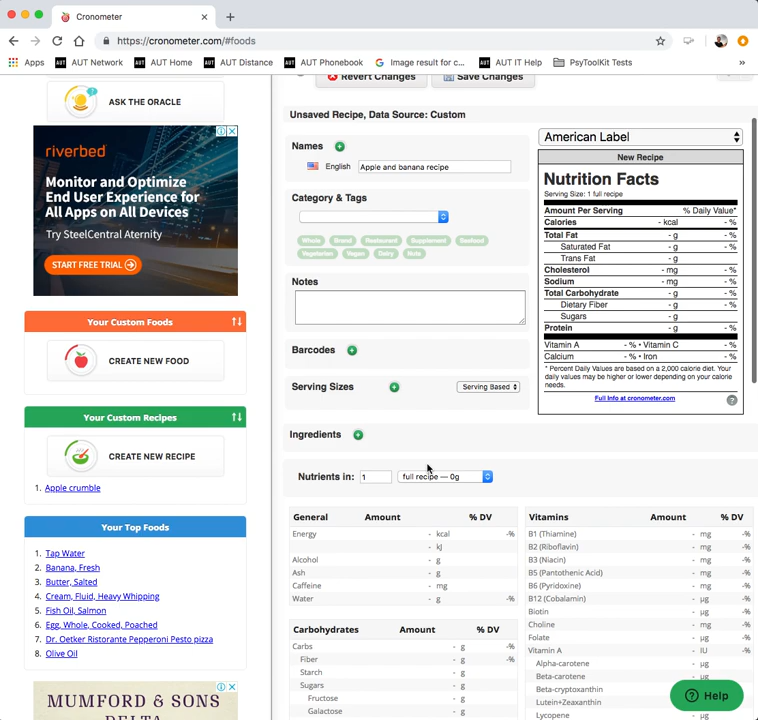 Cronometer
https://cronometer.com/#foods
Apps
AUT Network
AUT Home
AUT Distance
AUT Phonebook
Image result for c...
AUT IT Help
PsyToolKit Tests
»
ASK THE ORACLE
riverbed
Monitor and Optimize
End User Experience for
All Apps on All Devices
Try SteelCentral Aternity
START FREE TRIAL
Your Custom Foods
CREATE NEW FOOD
Your Custom Recipes
CREATE NEW RECIPE
1. Apple crumble
Your Top Foods
1. Tap Water
2. Banana, Fresh
3. Butter, Salted
4. Cream, Fluid, Heavy Whipping
5. Fish Oil, Salmon
6. Egg, Whole, Cooked, Poached
7. Dr. Oetker Ristorante Pepperoni Pesto pizza
8. Olive Oil
MUMFORD & SONS
DELTA
Revert Changes
Save Changes
Unsaved Recipe, Data Source: Custom
Names
English Apple and banana recipe
Category & Tags
Whole Brand Restaurant Supplement Seafood
Vegetarian Vegan Dairy Nuts
Notes
Barcodes
Serving Sizes Serving Based
Ingredients
Nutrients in: 1 full recipe — 0g
American Label
New Recipe
Nutrition Facts
Serving Size: 1 full recipe
Amount Per Serving % Daily Value*
Calories - kcal - %
Total Fat - g - %
Saturated Fat - g - %
Trans Fat - g
Cholesterol - mg - %
Sodium - mg - %
Total Carbohydrate - g - %
Dietary Fiber - g - %
Sugars - g
Protein - g - %
Vitamin A - % • Vitamin C - %
Calcium - % • Iron - %
* Percent Daily Values are based on a 2,000 calorie diet. Your
daily values may be higher or lower depending on your calorie
needs.
Full Info at cronometer.com
?
General Amount % DV
Energy - kcal -%
- kJ
Alcohol - g
Ash - g
Caffeine - mg
Water - g -%
Carbohydrates Amount % DV
Carbs - g -%
Fiber - g -%
Starch - g
Sugars - g
Fructose - g
Galactose - g
Vitamins Amount % DV
B1 (Thiamine) - mg -%
B2 (Riboflavin) - mg -%
B3 (Niacin) - mg -%
B5 (Pantothenic Acid) - mg -%
B6 (Pyridoxine) - mg -%
B12 (Cobalamin) - µg -%
Biotin - µg -%
Choline - mg -%
Folate - µg -%
Vitamin A - IU -%
Alpha-carotene - µg
Beta-carotene - µg
Beta-cryptoxanthin - µg
Lutein+Zeaxanthin - µg
Lycopene - µg
Help